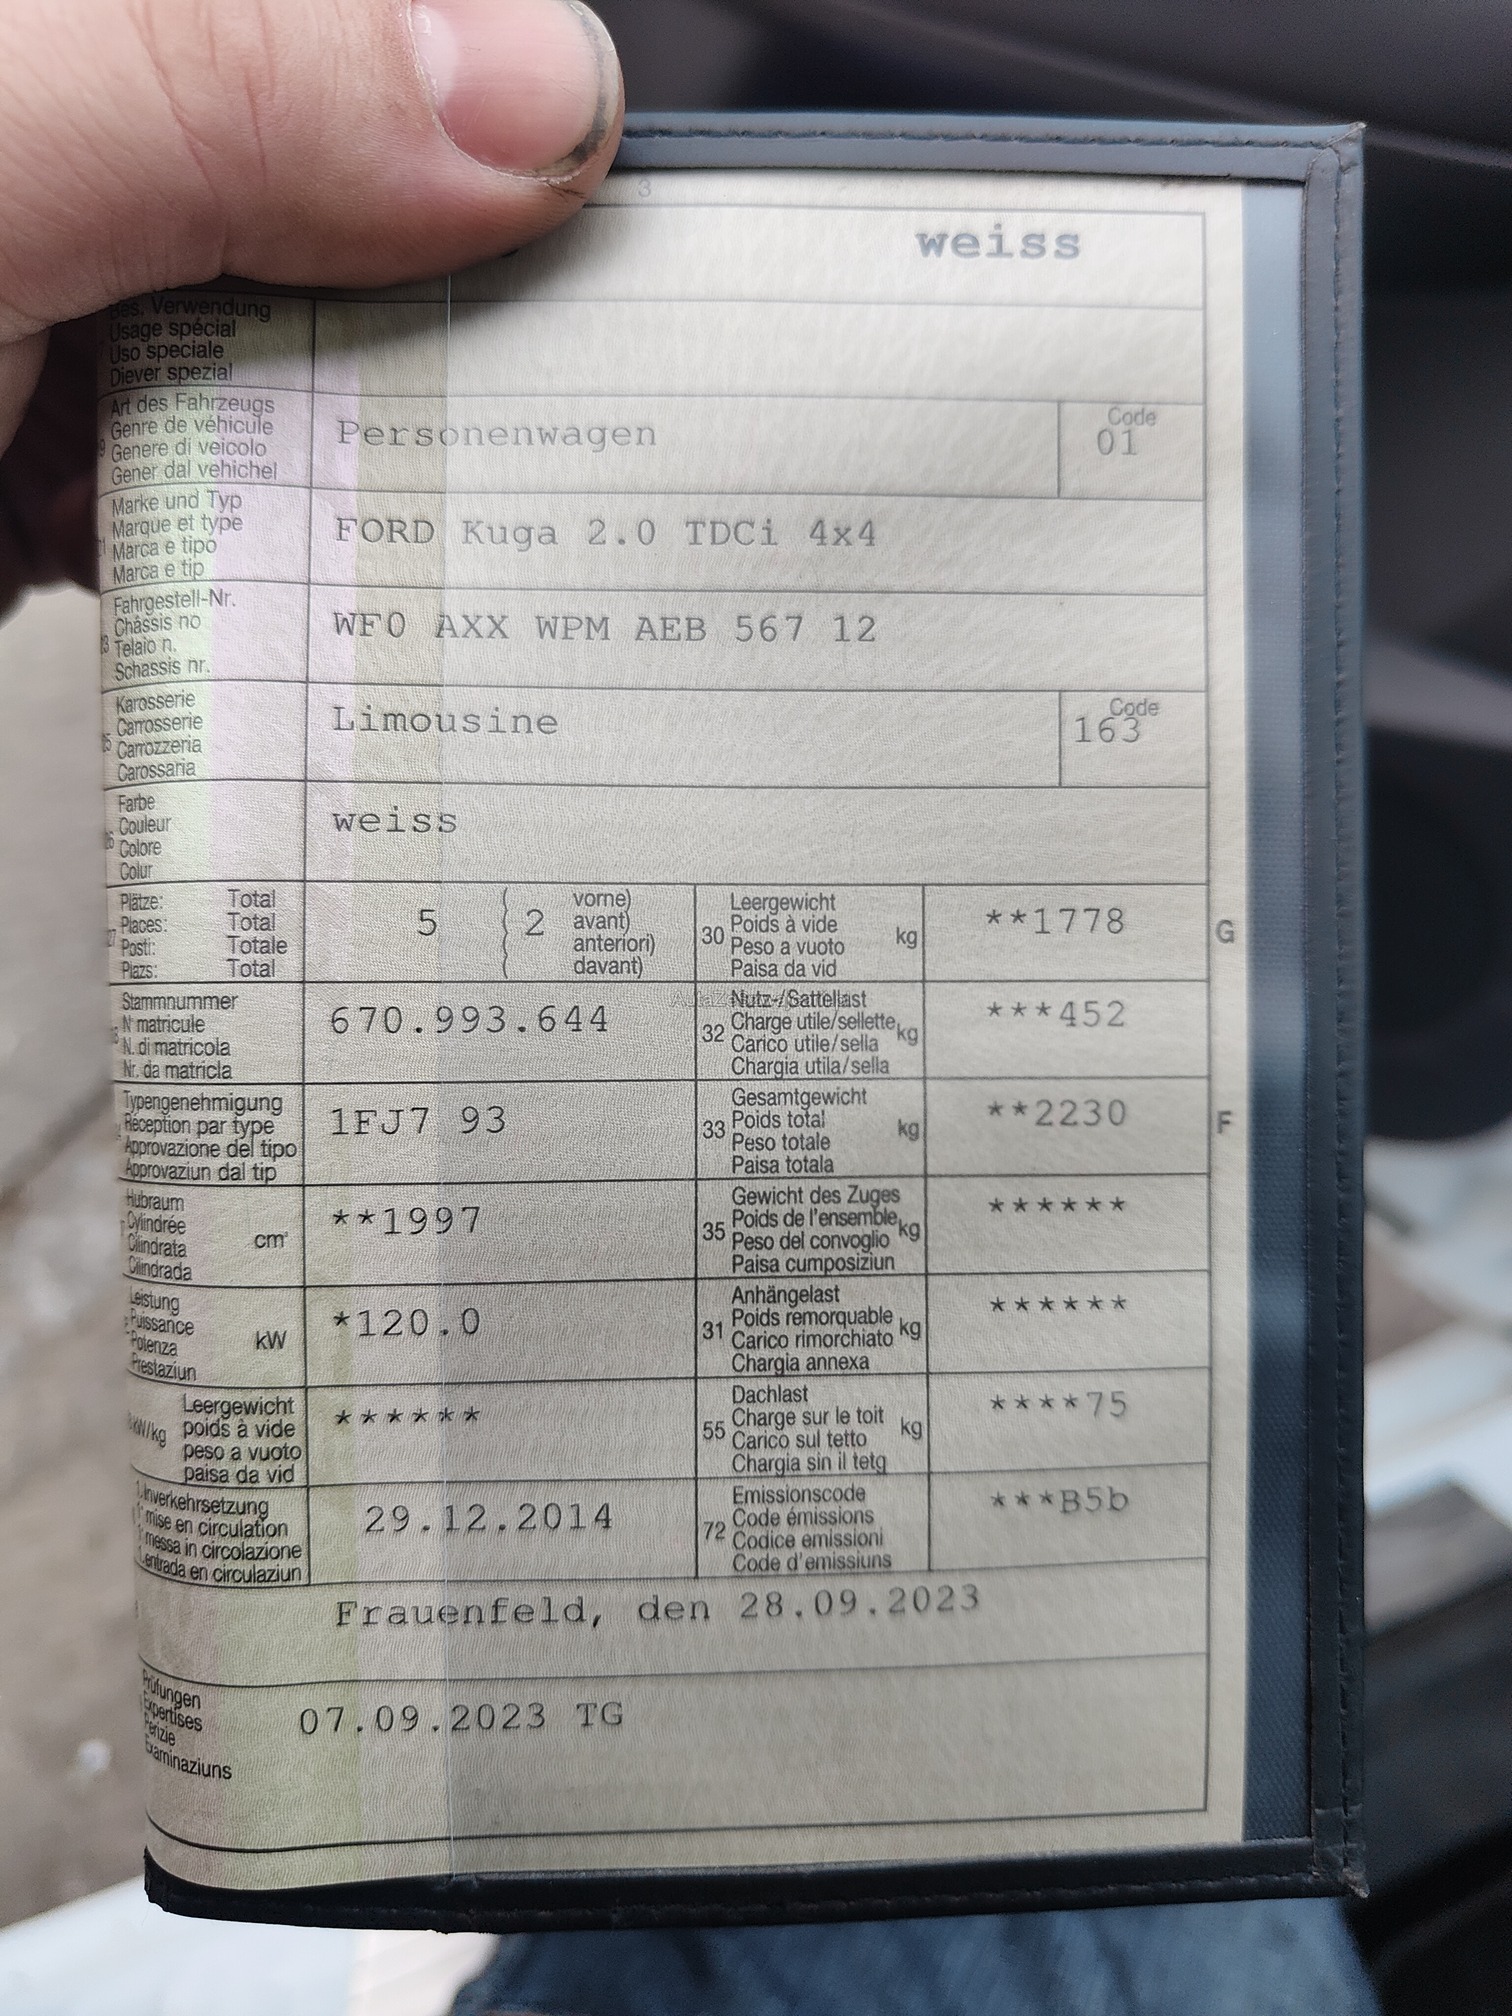 3
weiss
Bes. Verwendung
Usage spécial
Uso speciale
Diever spezial
Art des Fahrzeugs
Genre de véhicule
Genere di veicolo
Gener dal vehichel
Personenwagen
Code
01
Marke und Typ
Marque et type
Marca e tipo
Marca e tip
FORD Kuga 2.0 TDCi 4x4
Fahrgestell-Nr.
Châssis no
Telaio n.
Schassis nr.
WF0 AXX WPM AEB 567 12
Karosserie
Carrosserie
Carrozzeria
Carossaria
Limousine
Code
163
Farbe
Couleur
Colore
Colur
weiss
Plätze: Total
Places: Total
Posti: Totale
Plazs: Total
5 ( 2 vorne)
avant)
anteriori)
davant)
30 Leergewicht
Poids à vide
Peso a vuoto kg
Paisa da vid
**1778
G
Stammnummer
N° matricule
N. di matricola
Nr. da matricla
670.993.644
32 Nutz-/Sattellast
Charge utile/sellette kg
Carico utile/sella
Chargia utila/sella
***452
Typengenehmigung
Réception par type
Approvazione del tipo
Approvaziun dal tip
1FJ7 93
33 Gesamtgewicht
Poids total kg
Peso totale
Paisa totala
**2230
F
Hubraum
Cylindrée
Cilindrata cm³
Cilindrada
**1997
35 Gewicht des Zuges
Poids de l'ensemble kg
Peso del convoglio
Paisa cumposiziun
******
Leistung
Puissance
Potenza kW
Prestaziun
*120.0
31 Anhängelast
Poids remorquable kg
Carico rimorchiato
Chargia annexa
******
kW/kg Leergewicht
poids à vide
peso a vuoto
paisa da vid
******
55 Dachlast
Charge sur le toit kg
Carico sul tetto
Chargia sin il tetg
****75
1. Inverkehrsetzung
1re mise en circulation
1. messa in circolazione
1. entrada en circulaziun
29.12.2014
72 Emissionscode
Code émissions
Codice emissioni
Code d'emissiuns
***B5b
Frauenfeld, den 28.09.2023
Prüfungen
Expertises
Perizie
Examinaziuns
07.09.2023 TG